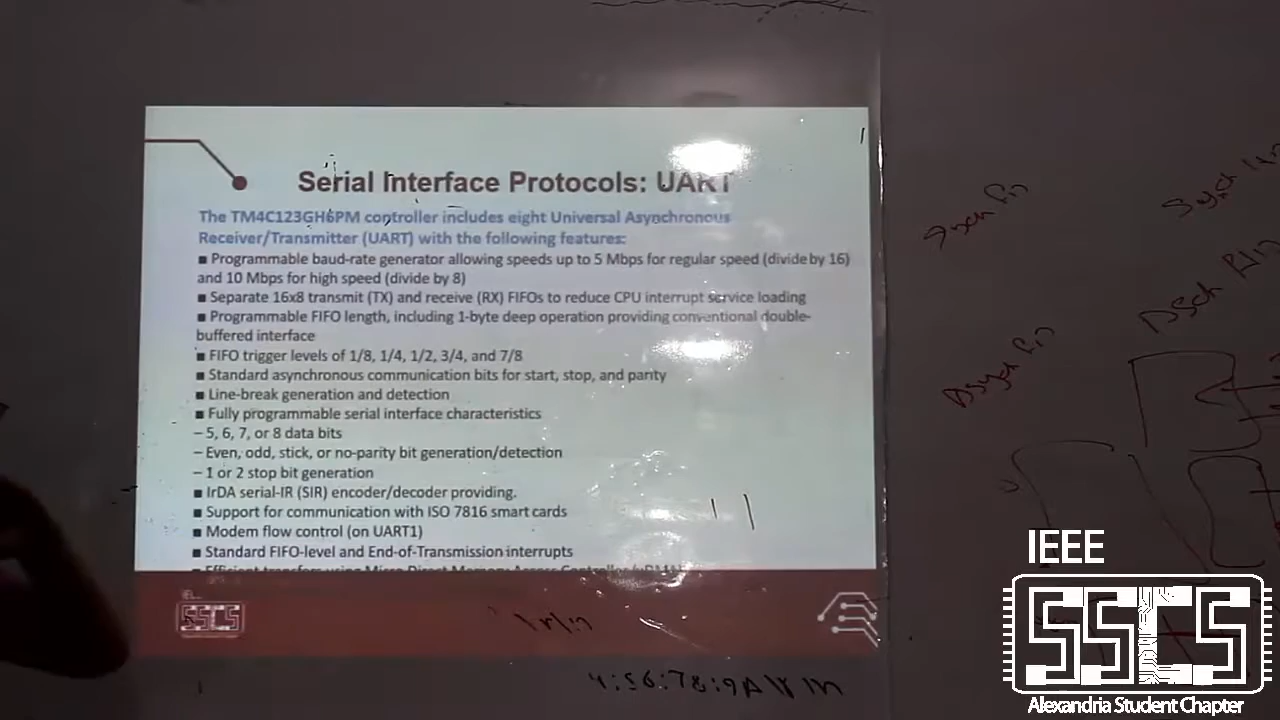 Serial Interface Protocols: UART
The TM4C123GH6PM controller includes eight Universal Asynchronous
Receiver/Transmitter (UART) with the following features:
■ Programmable baud-rate generator allowing speeds up to 5 Mbps for regular speed (divide by 16)
and 10 Mbps for high speed (divide by 8)
■ Separate 16x8 transmit (TX) and receive (RX) FIFOs to reduce CPU interrupt service loading
■ Programmable FIFO length, including 1-byte deep operation providing conventional double-
buffered interface
■ FIFO trigger levels of 1/8, 1/4, 1/2, 3/4, and 7/8
■ Standard asynchronous communication bits for start, stop, and parity
■ Line-break generation and detection
■ Fully programmable serial interface characteristics
– 5, 6, 7, or 8 data bits
– Even, odd, stick, or no-parity bit generation/detection
– 1 or 2 stop bit generation
■ IrDA serial-IR (SIR) encoder/decoder providing.
■ Support for communication with ISO 7816 smart cards
■ Modem flow control (on UART1)
■ Standard FIFO-level and End-of-Transmission interrupts
SSCS
IEEE
SSCS
Alexandria Student Chapter